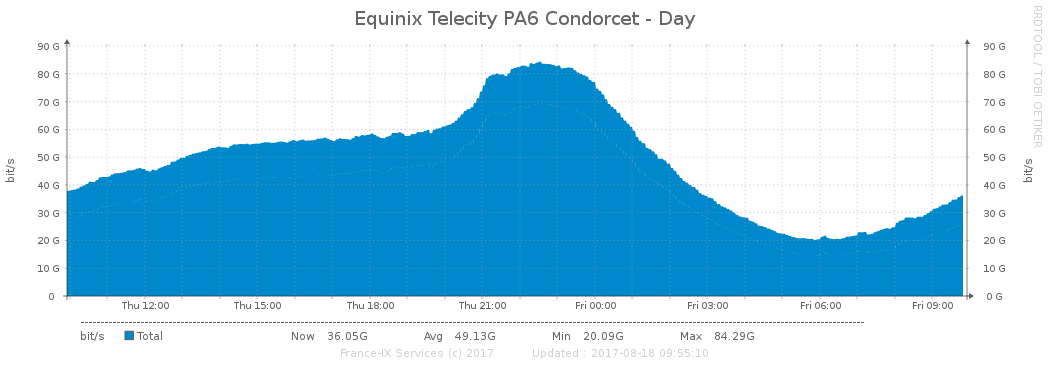 Equinix Telecity PA6 Condorcet - Day
RRDTOOL / TOBI OETIKER
90 G 90 G
80 G 80 G
70 G 70 G
60 G 60 G
50 G 50 G
40 G 40 G
30 G 30 G
20 G 20 G
10 G 10 G
0 0 G
bit/s bit/s
Thu 12:00 Thu 15:00 Thu 18:00 Thu 21:00 Fri 00:00 Fri 03:00 Fri 06:00 Fri 09:00
bit/s Total Now 36.05G Avg 49.13G Min 20.09G Max 84.29G
France-IX Services (c) 2017 Updated : 2017-08-18 09:55:10